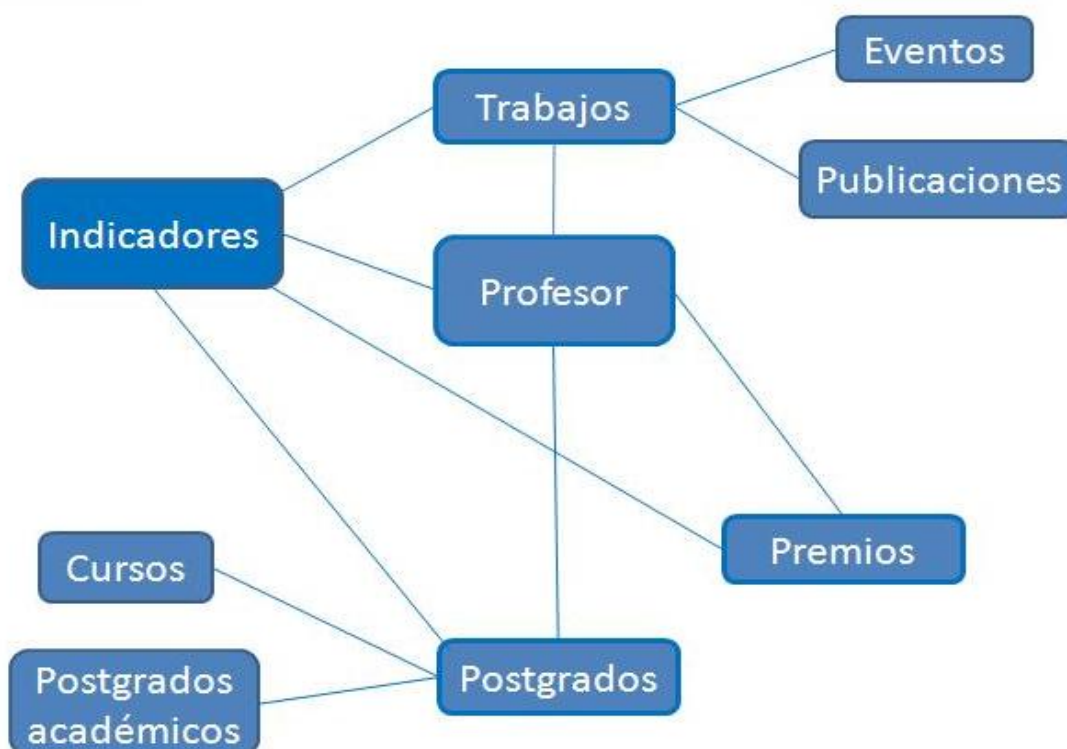 Eventos
Trabajos
Publicaciones
Indicadores
Profesor
Premios
Cursos
Postgrados
Postgrados
académicos